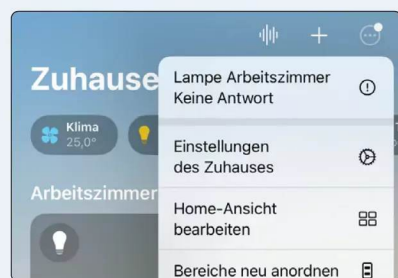 Zuhause
Klima
25,0°
Arbeitszimmer
Lampe Arbeitszimmer
Keine Antwort
Einstellungen
des Zuhauses
Home-Ansicht
bearbeiten
Bereiche neu anordnen